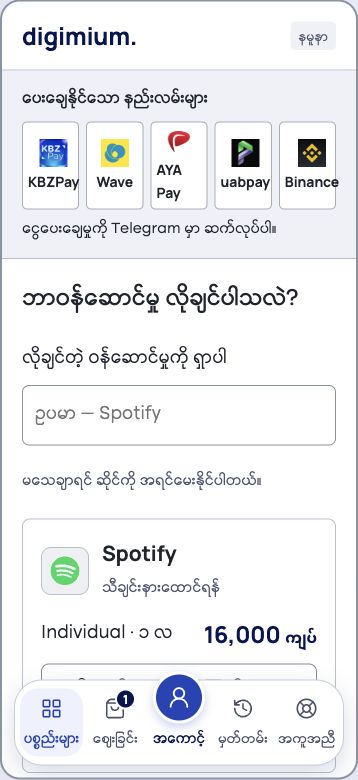 digimium.
နမူနာ
ပေးချေနိုင်သော နည်းလမ်းများ
KBZ Pay
KBZPay
Wave
AYA Pay
uabpay
Binance
ငွေပေးချေမှုကို Telegram မှာ ဆက်လုပ်ပါ။
ဘာဝန်ဆောင်မှု လိုချင်ပါသလဲ?
လိုချင်တဲ့ ဝန်ဆောင်မှုကို ရှာပါ
ဥပမာ — Spotify
မသေချာရင် ဆိုင်ကို အရင်မေးနိုင်ပါတယ်။
Spotify
သီချင်းနားထောင်ရန်
Individual · ၁ လ
16,000 ကျပ်
1
ပစ္စည်းများ
ဈေးခြင်း
အကောင့်
မှတ်တမ်း
အကူအညီ